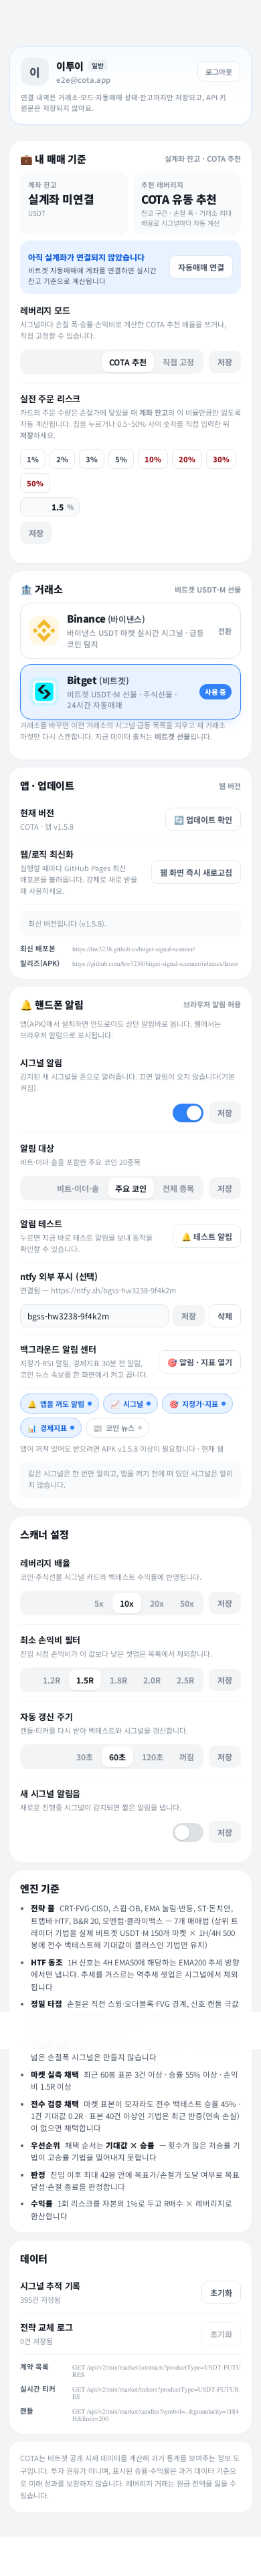 이
이투이 일반
e2e@cota.app
로그아웃
연결 내역은 거래소·모드·자동매매 상태·잔고까지만 저장되고, API 키
원문은 저장되지 않아요.
💼 내 매매 기준
실계좌 잔고 · COTA 추천
계좌 잔고
실계좌 미연결
USDT
추천 레버리지
COTA 유동 추천
잔고 구간 · 손절 폭 · 거래소 최대
배율로 시그널마다 자동 계산
아직 실계좌가 연결되지 않았습니다
비트겟 자동매매에 계좌를 연결하면 실시간
잔고 기준으로 계산됩니다
자동매매 연결
레버리지 모드
시그널마다 손절 폭·승률·손익비로 계산한 COTA 추천 배율을 쓰거나,
직접 고정할 수 있습니다.
COTA 추천
직접 고정
저장
실전 주문 리스크
카드의 주문 수량은 손절가에 닿았을 때 계좌 잔고의 이 비율만큼만 잃도록
자동 계산됩니다. 칩을 누르거나 0.5~50% 사이 숫자를 직접 입력한 뒤
저장하세요.
1%
2%
3%
5%
10%
20%
30%
50%
1.5 %
저장
🏦 거래소
비트겟 USDT-M 선물
Binance (바이낸스)
바이낸스 USDT 마켓 실시간 시그널 · 급등
코인 탐지
전환
Bitget (비트겟)
비트겟 USDT-M 선물 · 주식선물 ·
24시간 자동매매
사용 중
거래소를 바꾸면 이전 거래소의 시그널·급등 목록을 지우고 새 거래소
마켓만 다시 스캔합니다. 지금 데이터 출처는 비트겟 선물입니다.
앱 · 업데이트
웹 버전
현재 버전
COTA · 앱 v1.5.8
🔄 업데이트 확인
웹/로직 최신화
실행할 때마다 GitHub Pages 최신
배포본을 불러옵니다. 강제로 새로 받을
때 사용하세요.
웹 화면 즉시 새로고침
최신 버전입니다 (v1.5.8).
최신 배포본
https://hw3238.github.io/bitget-signal-scanner/
릴리즈(APK)
https://github.com/hw3238/bitget-signal-scanner/releases/latest
🔔 핸드폰 알림
브라우저 알림 허용
앱(APK)에서 설치하면 안드로이드 상단 알림바로 옵니다. 웹에서는
브라우저 알림으로 표시됩니다.
시그널 알림
감지된 새 시그널을 폰으로 알려줍니다. 끄면 알림이 오지 않습니다(기본
켜짐).
저장
알림 대상
비트·이더·솔을 포함한 주요 코인 20종목
비트·이더·솔
주요 코인
전체 종목
저장
알림 테스트
누르면 지금 바로 테스트 알림을 보내 동작을
확인할 수 있습니다.
🔔 테스트 알림
ntfy 외부 푸시 (선택)
연결됨 — https://ntfy.sh/bgss-hw3238-9f4k2m
bgss-hw3238-9f4k2m
저장
삭제
백그라운드 알림 센터
지정가·RSI 알림, 경제지표 30분 전 알림,
코인 뉴스 속보를 한 화면에서 켜고 끕니다.
🎯 알림 · 지표 열기
🔔 앱을 꺼도 알림
📈 시그널
🎯 지정가·지표
📊 경제지표
📰 코인 뉴스
앱이 꺼져 있어도 받으려면 APK v1.5.8 이상이 필요합니다 · 현재 웹
같은 시그널은 한 번만 알리고, 앱을 켜기 전에 떠 있던 시그널은 알리
지 않습니다.
스캐너 설정
레버리지 배율
코인·주식선물 시그널 카드와 백테스트 수익률에 반영됩니다.
5x
10x
20x
50x
저장
최소 손익비 필터
진입 시점 손익비가 이 값보다 낮은 셋업은 목록에서 제외합니다.
1.2R
1.5R
1.8R
2.0R
2.5R
저장
자동 갱신 주기
캔들·티커를 다시 받아 백테스트와 시그널을 갱신합니다.
30초
60초
120초
꺼짐
저장
새 시그널 알림음
새로운 진행중 시그널이 감지되면 짧은 알림음을 냅니다.
저장
엔진 기준
• 전략 풀 CRT·FVG·CISD, 스윕·OB, EMA 눌림·반등, ST·돈치안,
트랩바·HTF, B&R 20, 모멘텀·클라이맥스 — 7개 매매법 (상위 트
레이더 기법을 실제 비트겟 USDT-M 150개 마켓 × 1H/4H 500
봉에 전수 백테스트해 기대값이 플러스인 기법만 유지)
• HTF 동조 1H 신호는 4H EMA50에 해당하는 EMA200 추세 방향
에서만 냅니다. 추세를 거스르는 역추세 셋업은 시그널에서 제외
됩니다
• 정밀 타점 손절은 직전 스윙·오더블록·FVG 경계, 신호 캔들 극값
넓은 손절폭 시그널은 만들지 않습니다
• 마켓 실측 채택 최근 60봉 표본 3건 이상 · 승률 55% 이상 · 손익
비 1.5R 이상
• 전수 검증 채택 마켓 표본이 모자라도 전수 백테스트 승률 45% ·
1건 기대값 0.2R · 표본 40건 이상인 기법은 최근 반증(연속 손실)
이 없으면 채택합니다
• 우선순위 채택 순서는 기대값 × 승률 — 횟수가 많은 저승률 기
법이 고승률 기법을 밀어내지 못합니다
• 판정 진입 이후 최대 42봉 안에 목표가/손절가 도달 여부로 목표
달성·손절 종료를 판정합니다
• 수익률 1회 리스크를 자본의 1%로 두고 R배수 × 레버리지로
환산합니다
데이터
시그널 추적 기록
395건 저장됨
초기화
전략 교체 로그
0건 저장됨
초기화
계약 목록
GET /api/v2/mix/market/contracts?productType=USDT-FUTU
RES
실시간 티커
GET /api/v2/mix/market/tickers?productType=USDT-FUTUR
ES
캔들
GET /api/v2/mix/market/candles?symbol=..&granularity=1H|4
H&limit=200
COTA는 비트겟 공개 시세 데이터를 계산해 과거 통계를 보여주는 정보 도
구입니다. 투자 권유가 아니며, 표시된 승률·수익률은 과거 데이터 기준으
로 미래 성과를 보장하지 않습니다. 레버리지 거래는 원금 전액을 잃을 수
있습니다.